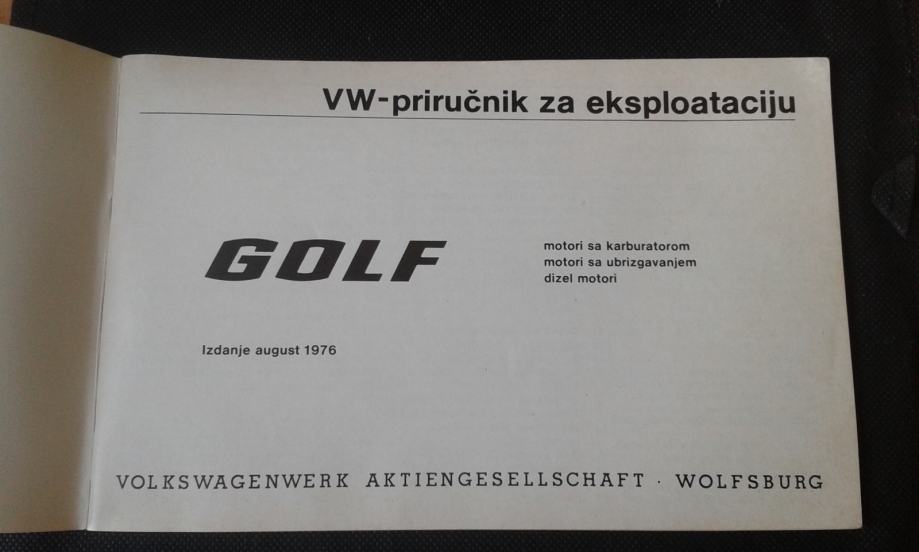 VW-priručnik za eksploataciju
GOLF
motori sa karburatorom
motori sa ubrizgavanjem
dizel motori
Izdanje august 1976
VOLKSWAGENWERK AKTIENGESELLSCHAFT · WOLFSBURG